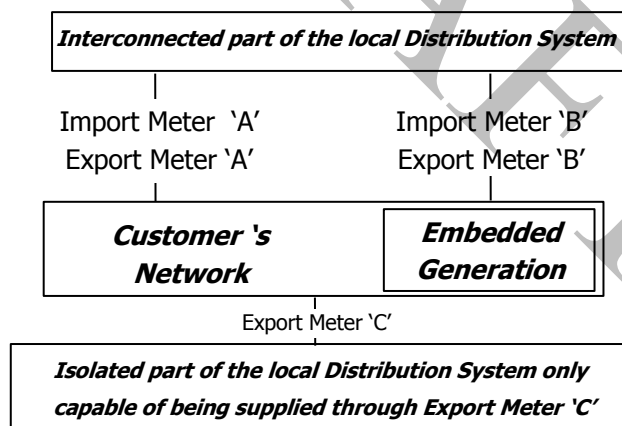 Interconnected part of the local Distribution System
Import Meter ‘A’ Import Meter ‘B’
Export Meter ‘A’ Export Meter ‘B’
Customer ‘s Embedded
Network Generation
Export Meter ‘C’
Isolated part of the local Distribution System only
capable of being supplied through Export Meter ‘C’